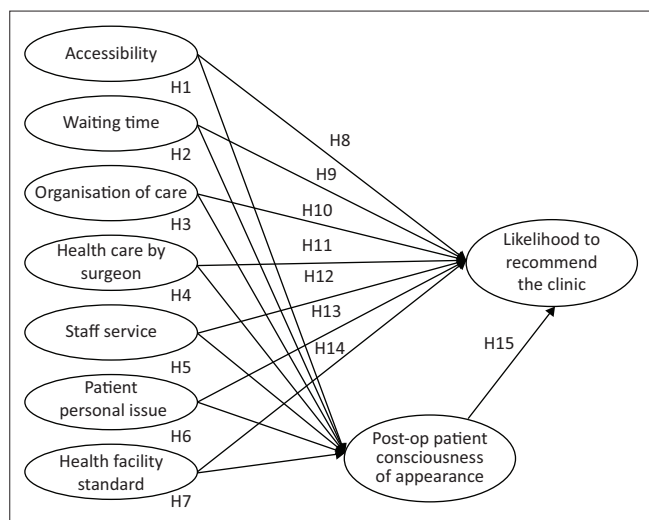 Accessibility
H1
Waiting time
H2
Organisation of care
H3
Health care by
surgeon
H4
Staff service
H5
Patient
personal issue
H6
Health facility
standard
H7
H8
H9
H10
H11
H12
H13
H14
Likelihood to
recommend
the clinic
H15
Post-op patient
consciousness
of appearance